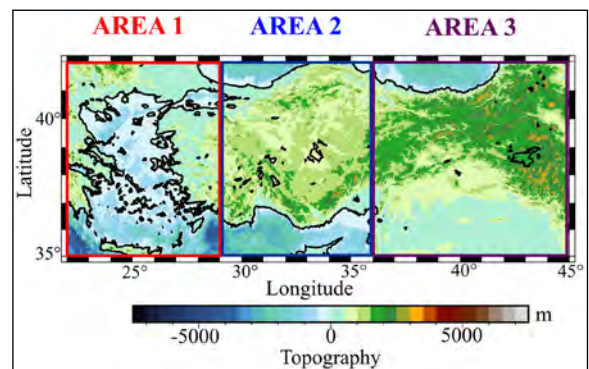 AREA 1 AREA 2 AREA 3
Latitude
40°
35°
25° 30° 35° 40° 45°
Longitude
-5000 0 5000 m
Topography